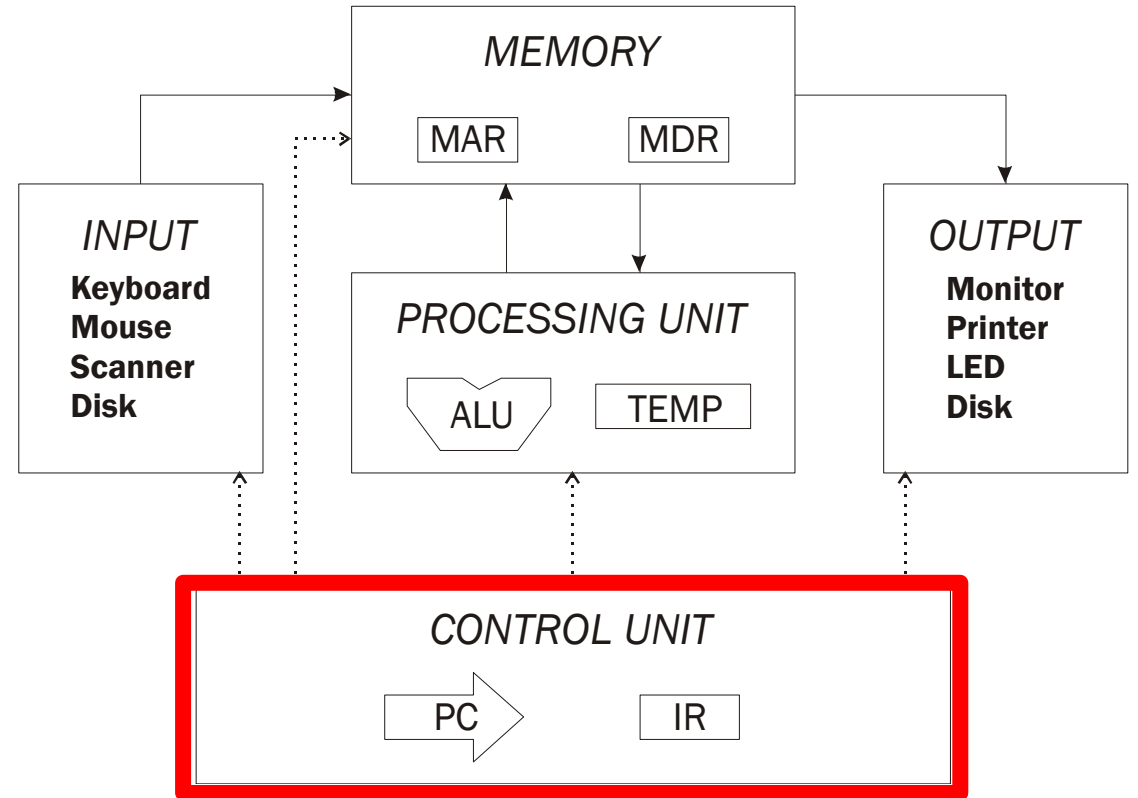 MEMORY
MAR
MDR
INPUT
Keyboard
Mouse
Scanner
Disk
PROCESSING UNIT
ALU
TEMP
OUTPUT
Monitor
Printer
LED
Disk
CONTROL UNIT
PC
IR